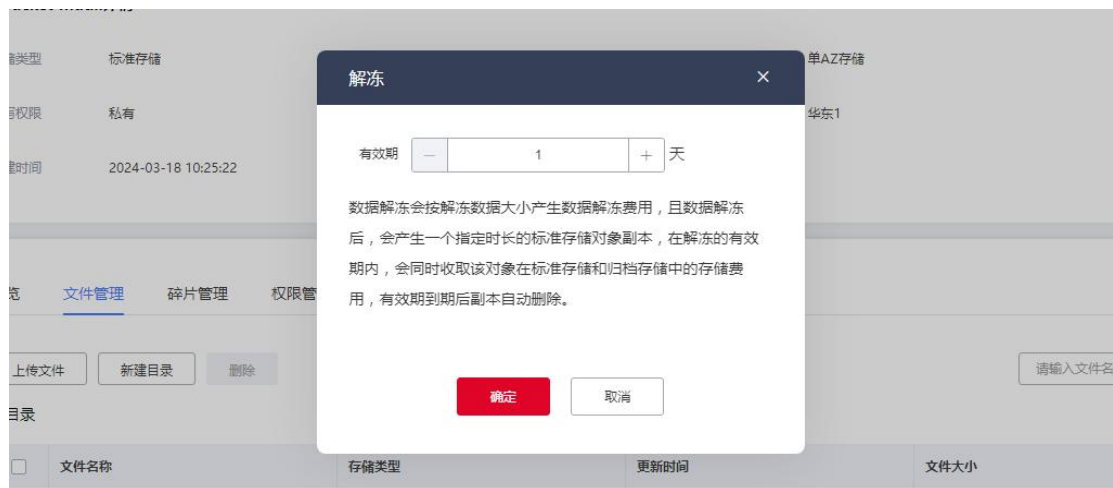 解冻
标准存储
单AZ存储
私有
华东1
有效期
1
天
2024-03-18 10:25:22
数据解冻会按解冻数据大小产生数据解冻费用，且数据解冻
后，会产生一个指定时长的标准存储对象副本，在解冻的有效
期内，会同时收取该对象在标准存储和归档存储中的存储费
用，有效期到期后副本自动删除。
文件管理
碎片管理
权限管
上传文件
新建目录
删除
请输入文件名
确定
取消
目录
文件名称
存储类型
更新时间
文件大小